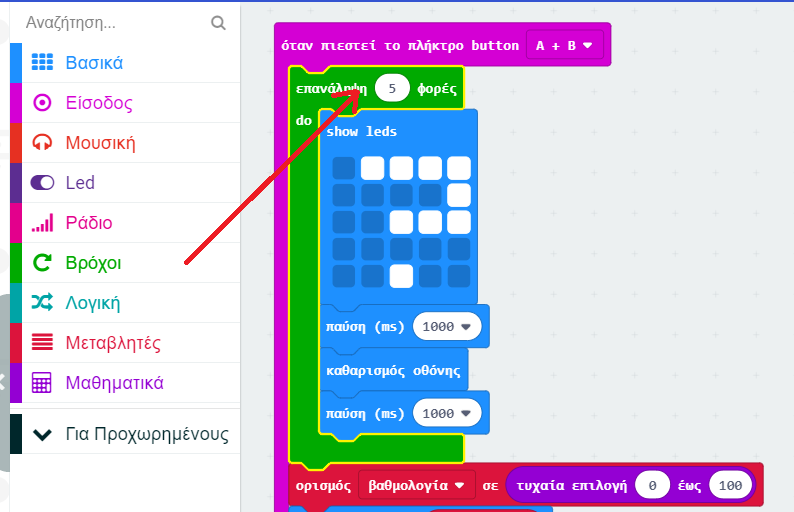 Αναζήτηση...
Βασικά
Είσοδος
Μουσική
Led
Ράδιο
Βρόχοι
Λογική
Μεταβλητές
Μαθηματικά
Για Προχωρημένους
όταν πιεστεί το πλήκτρο button A + B
επανάληψη 5 φορές
do
show leds
παύση (ms) 1000
καθαρισμός οθόνης
παύση (ms) 1000
ορισμός βαθμολογία σε τυχαία επιλογή 0 έως 100